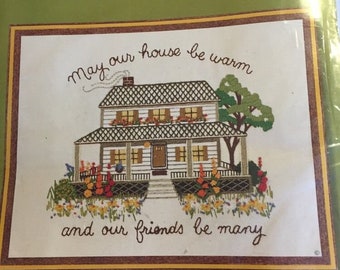 May our house be warm
and our friends be many
©